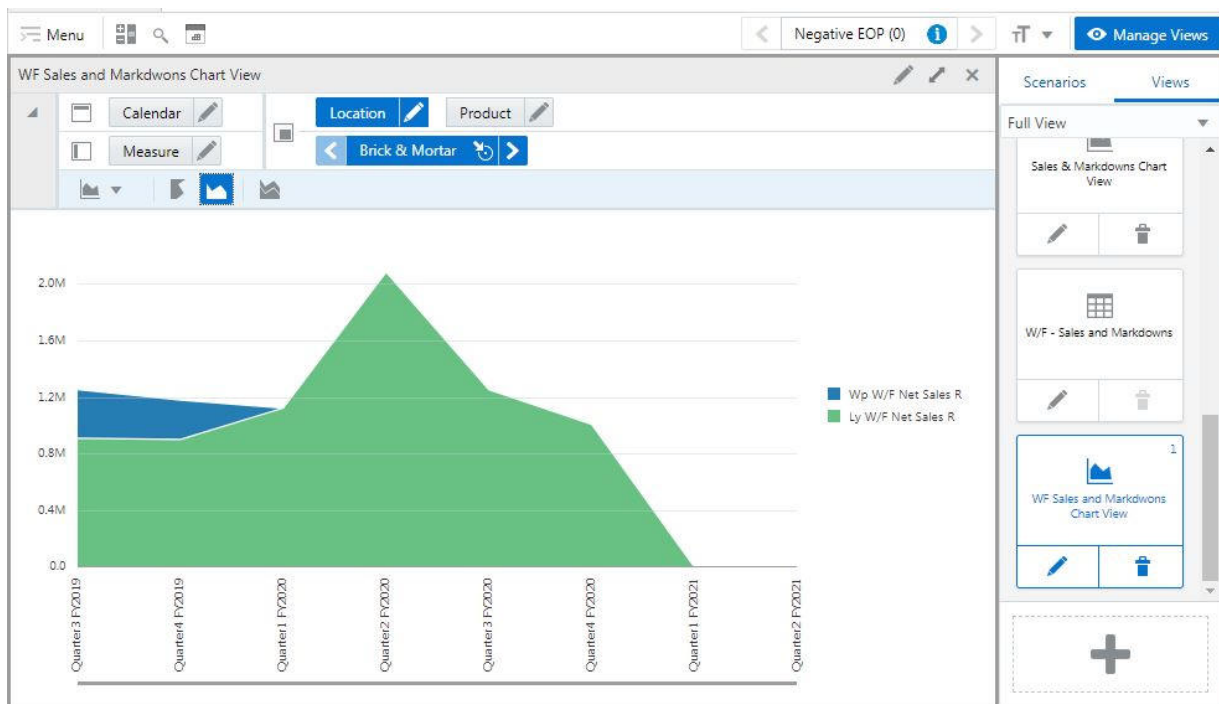 Menu
Negative EOP (0)
Manage Views
WF Sales and Markdwons Chart View
Calendar
Location
Product
Measure
Brick & Mortar
2.0M
1.6M
1.2M
0.8M
0.4M
0.0
Quarter3 FY2019
Quarter4 FY2019
Quarter1 FY2020
Quarter2 FY2020
Quarter3 FY2020
Quarter4 FY2020
Quarter1 FY2021
Quarter2 FY2021
Wp W/F Net Sales R
Ly W/F Net Sales R
Scenarios
Views
Full View
Sales & Markdowns Chart
View
W/F - Sales and Markdowns
1
WF Sales and Markdwons
Chart View